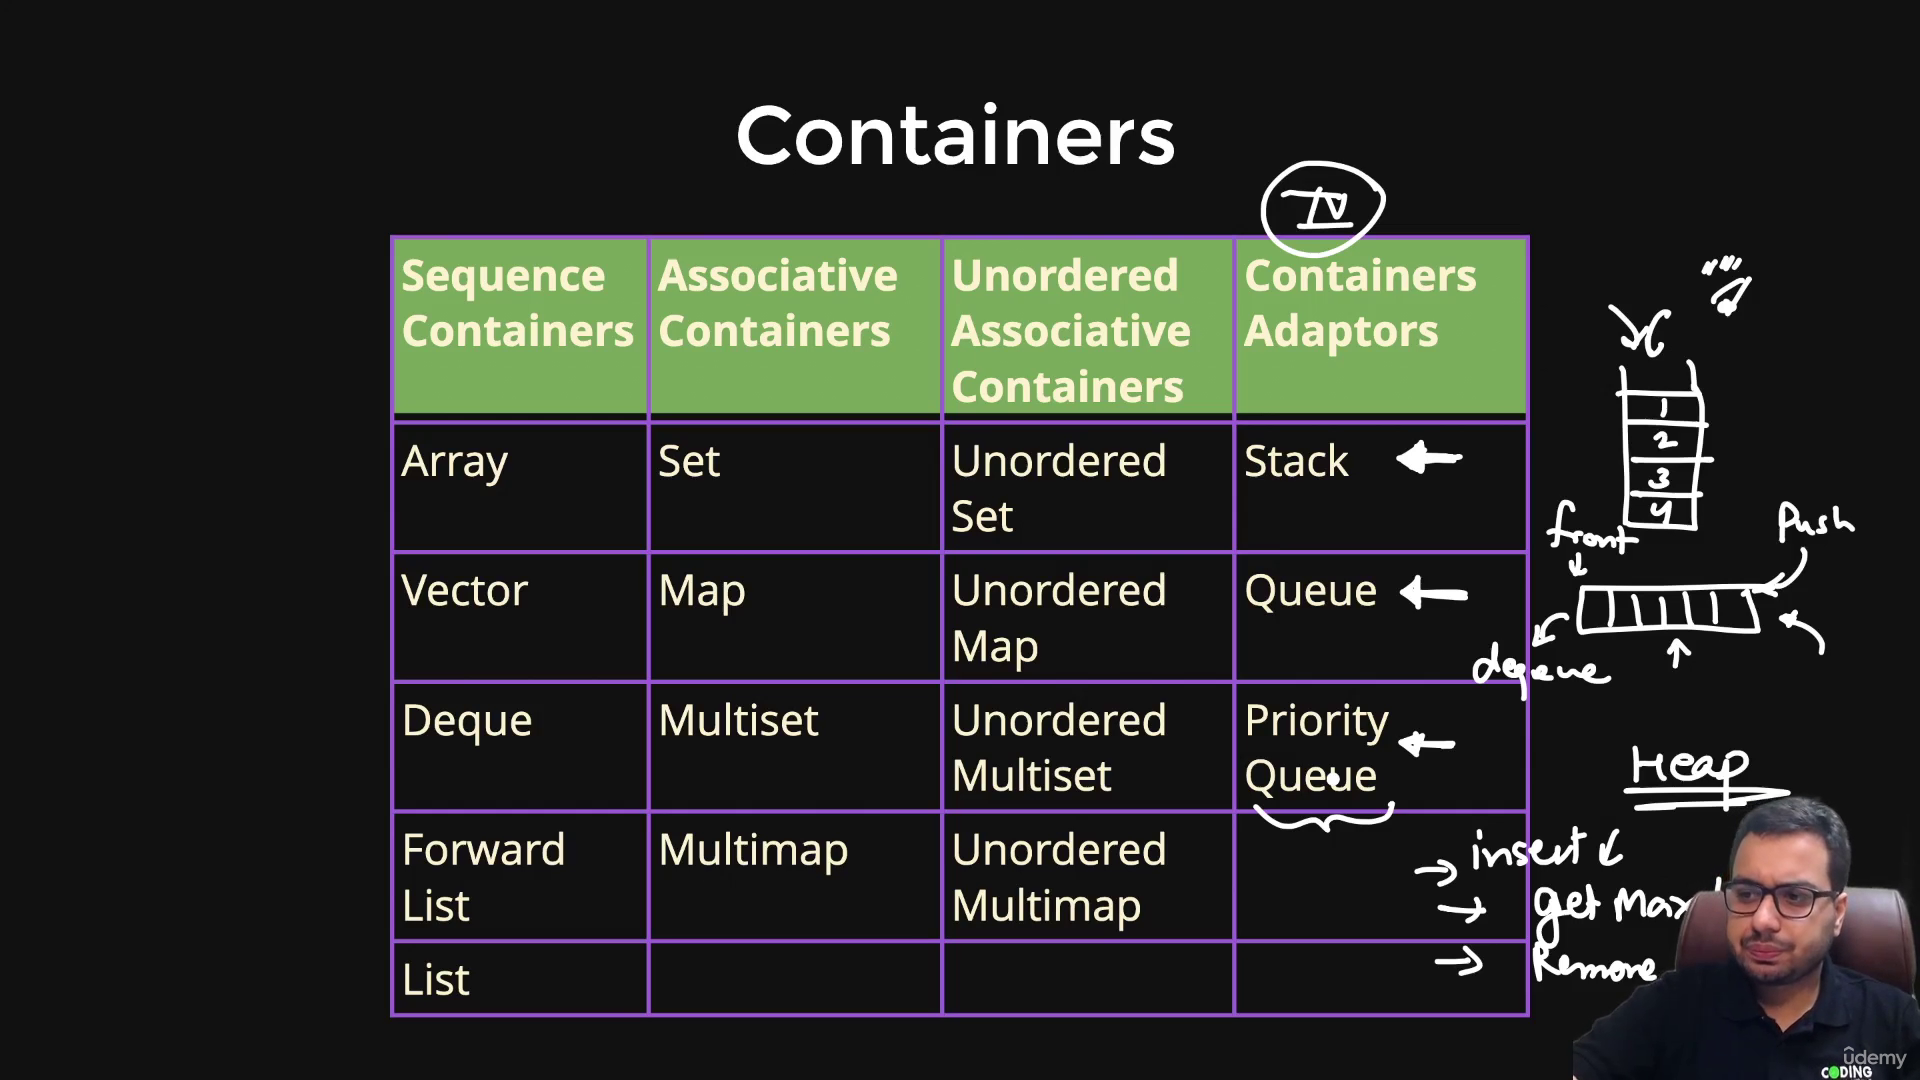 Containers
IV
Sequence Containers
Associative Containers
Unordered Associative Containers
Containers Adaptors
Array
Set
Unordered Set
Stack
Vector
Map
Unordered Map
Queue
Deque
Multiset
Unordered Multiset
Priority Queue
Forward List
Multimap
Unordered Multimap
List
1
2
3
4
front
Push
deqeue
Heap
insert
get Max
Remove
udemy
CODING